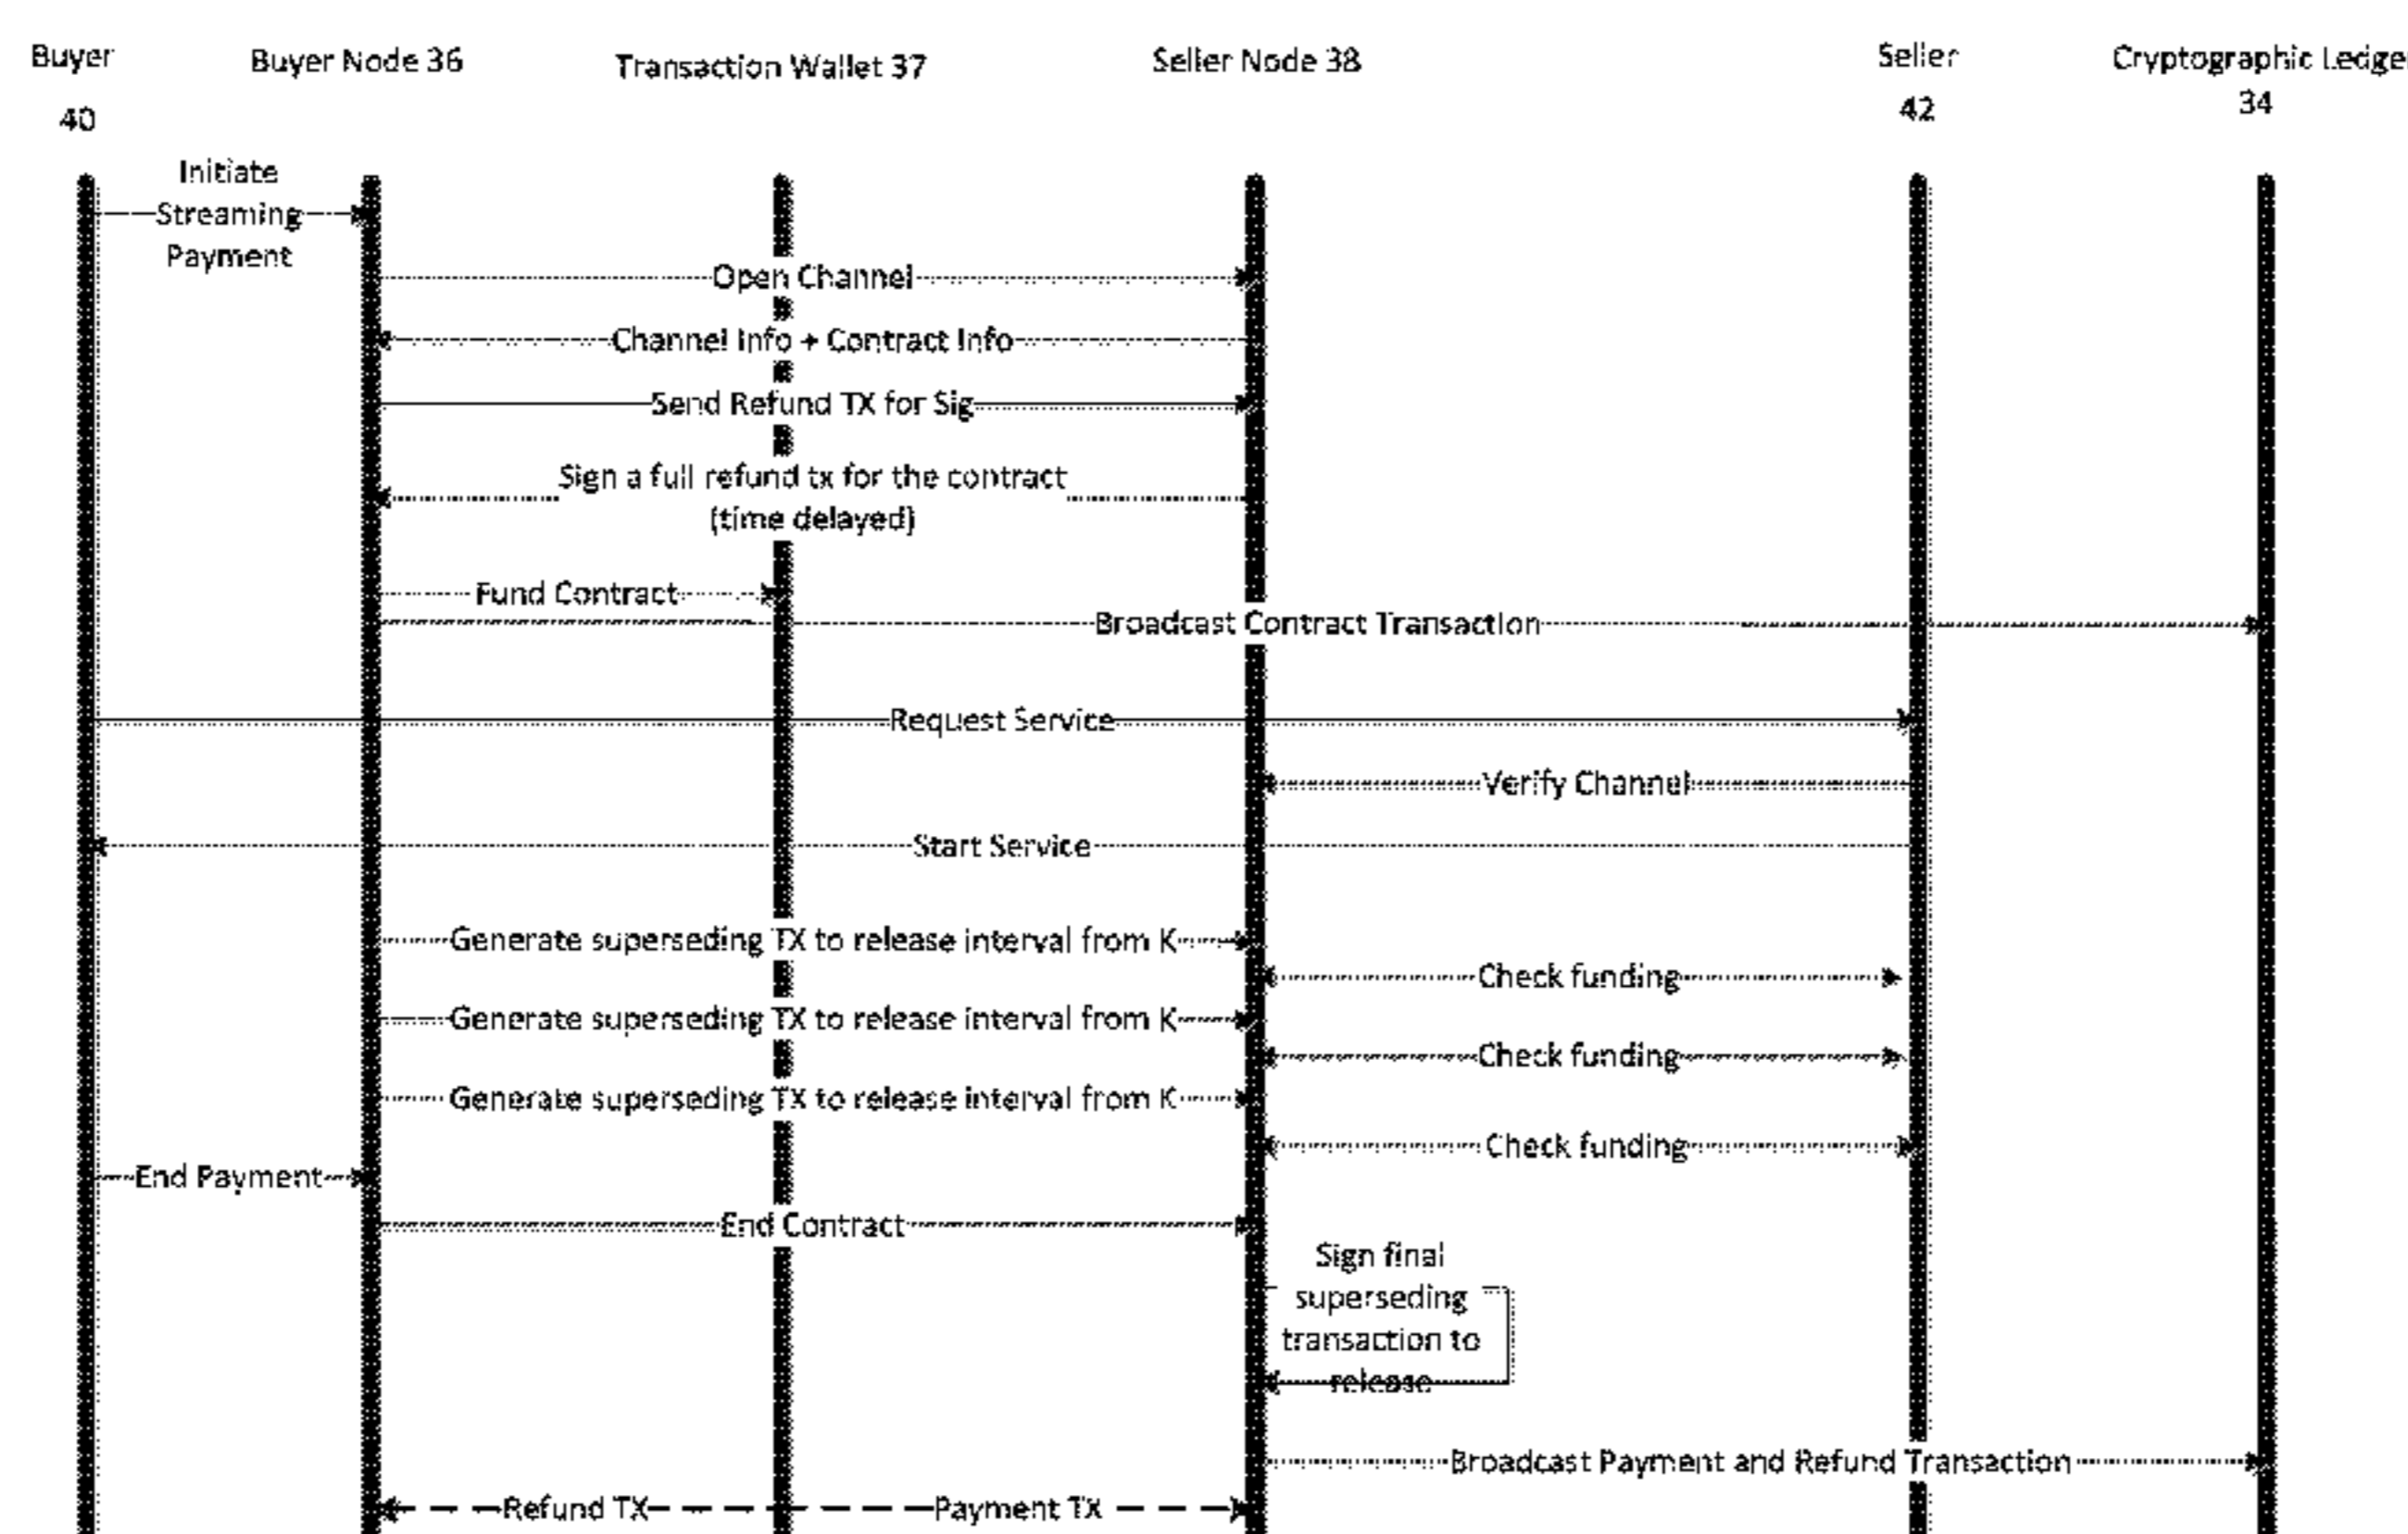 Buyer
40
Buyer Node 36
Transaction Wallet 37
Seller Node 38
Seller
42
Cryptographic Ledger
34
Initiate
Streaming
Payment
Open Channel
Channel Info + Contract Info
Send Refund TX for Sig
Sign a full refund tx for the contract
(time delayed)
Fund Contract
Broadcast Contract Transaction
Request Service
Verify Channel
Start Service
Generate superseding TX to release interval from K
Check funding
Generate superseding TX to release interval from K
Check funding
Generate superseding TX to release interval from K
Check funding
End Payment
End Contract
Sign final
superseding
transaction to
release
Broadcast Payment and Refund Transaction
Refund TX
Payment TX